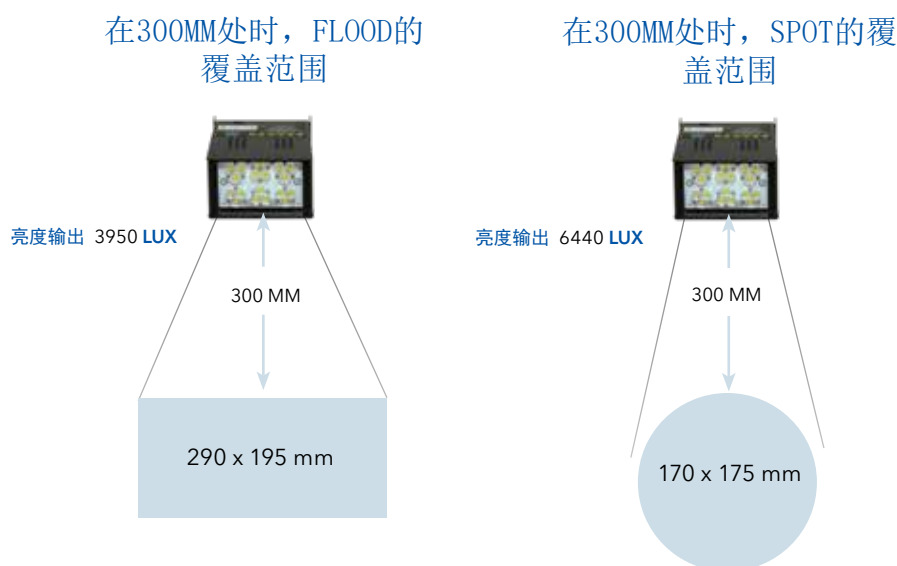 在300MM处时，FLOOD的
覆盖范围
亮度输出 3950 LUX
300 MM
290 x 195 mm
在300MM处时，SPOT的覆
盖范围
亮度输出 6440 LUX
300 MM
170 x 175 mm